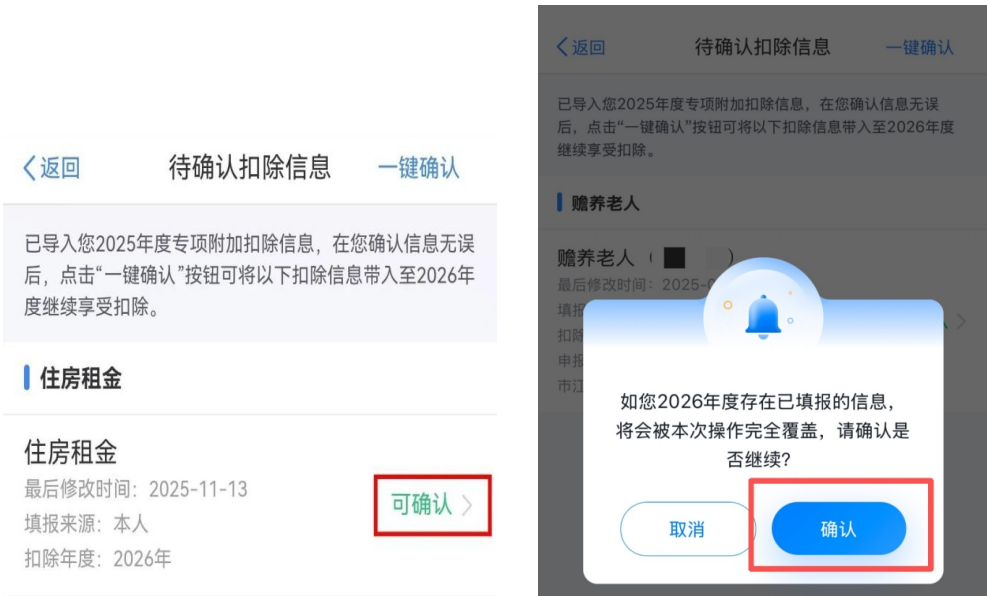 返回 待确认扣除信息 一键确认
已导入您2025年度专项附加扣除信息，在您确认信息无误
后，点击“一键确认”按钮可将以下扣除信息带入至2026年
度继续享受扣除。
住房租金
住房租金
最后修改时间：2025-11-13
填报来源：本人
扣除年度：2026年
可确认
返回 待确认扣除信息 一键确认
已导入您2025年度专项附加扣除信息，在您确认信息无误
后，点击“一键确认”按钮可将以下扣除信息带入至2026年度
继续享受扣除。
赡养老人
赡养老人（ ）
最后修改时间：2025-
填报
扣除
申报
市江
如您2026年度存在已填报的信息，
将会被本次操作完全覆盖，请确认是
否继续?
取消 确认